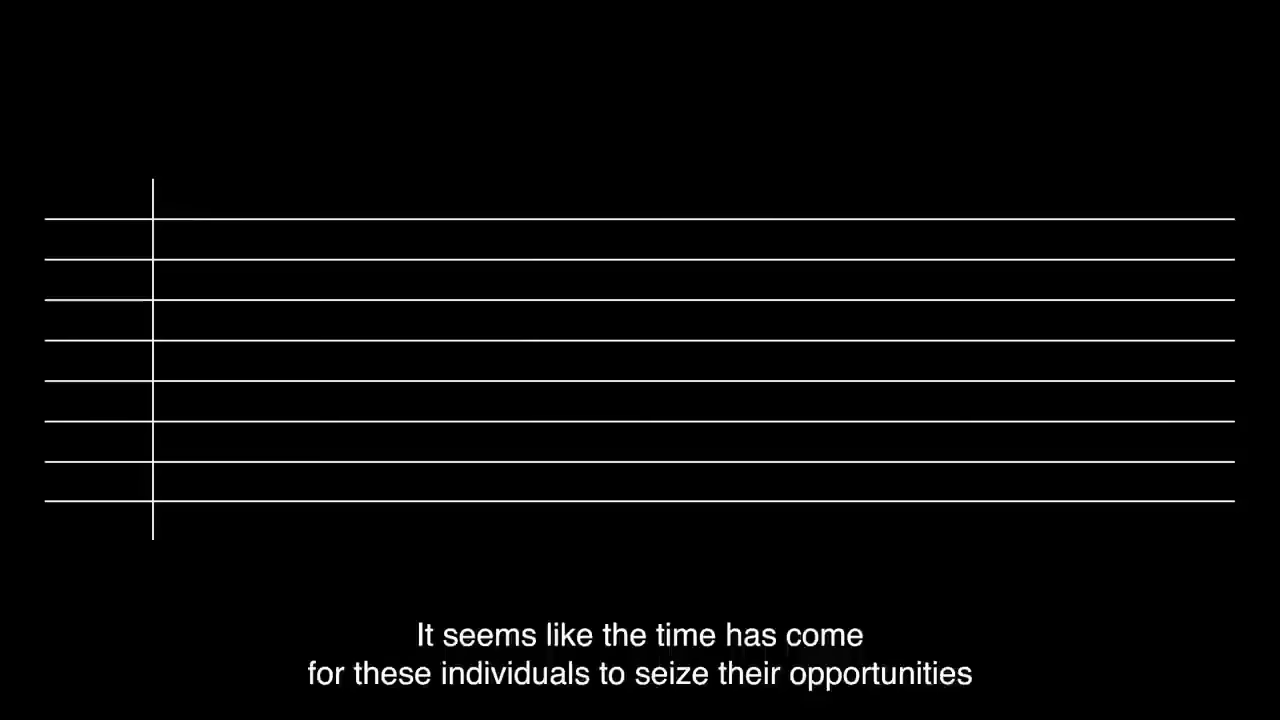 It seems like the time has come
for these individuals to seize their opportunities